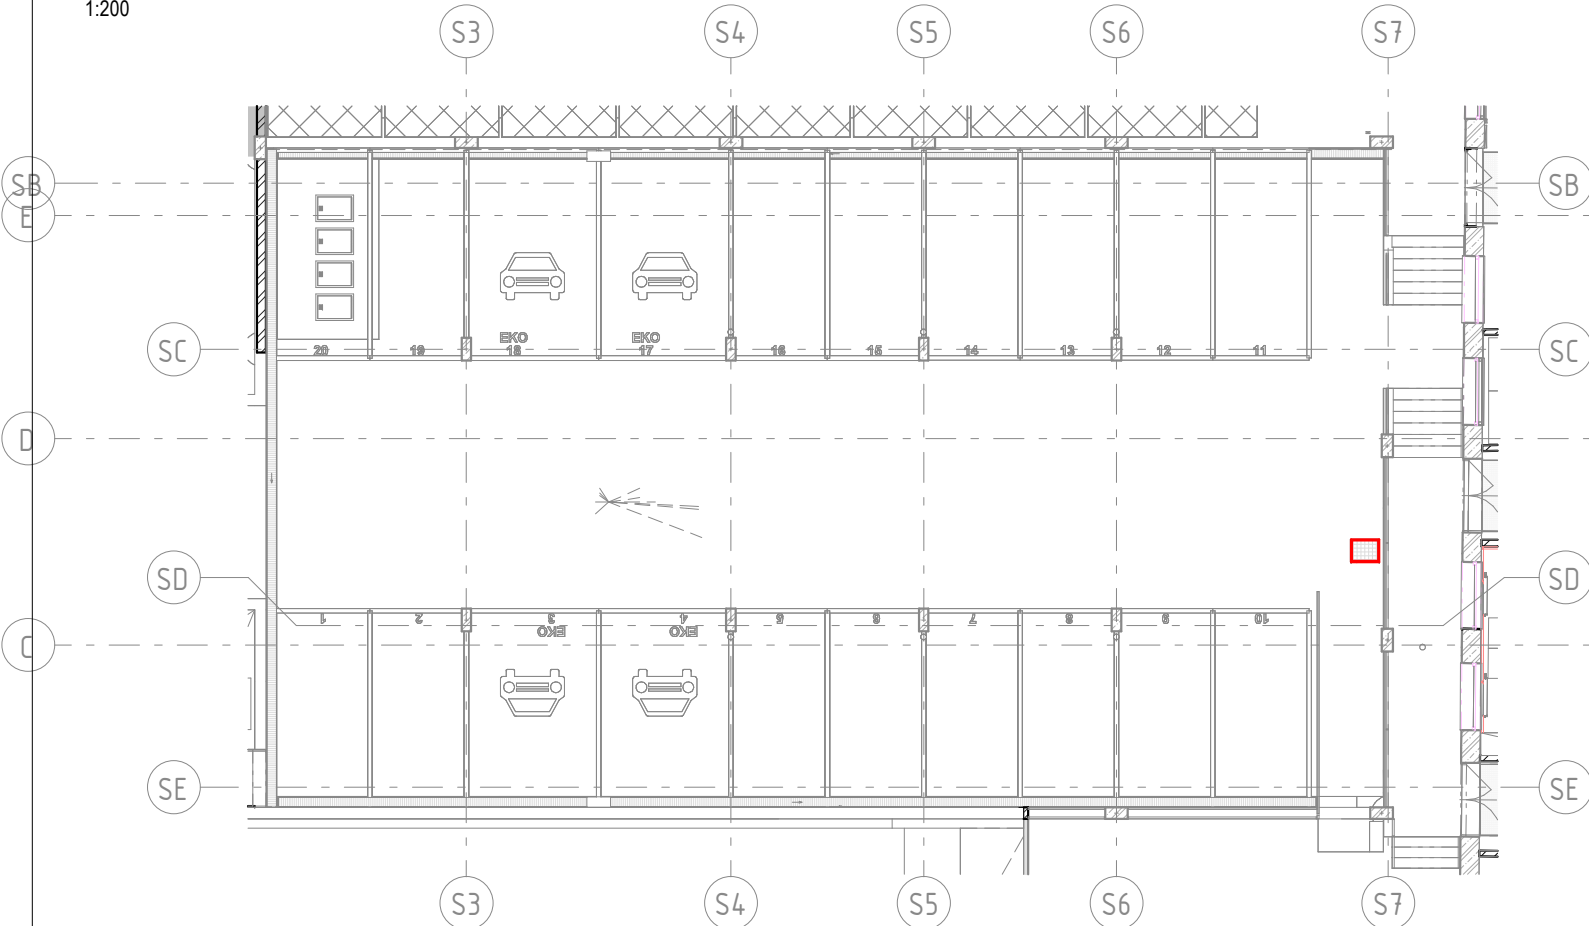 1:200
S3 S4 S5 S6 S7
SB SB
E
EKO EKO
20 19 18 17 16 15 14 13 12 11
SC SC
D
SD SD
1 2 3 4 5 6 7 8 9 10
EKO EKO
C
SE SE
S3 S4 S5 S6 S7